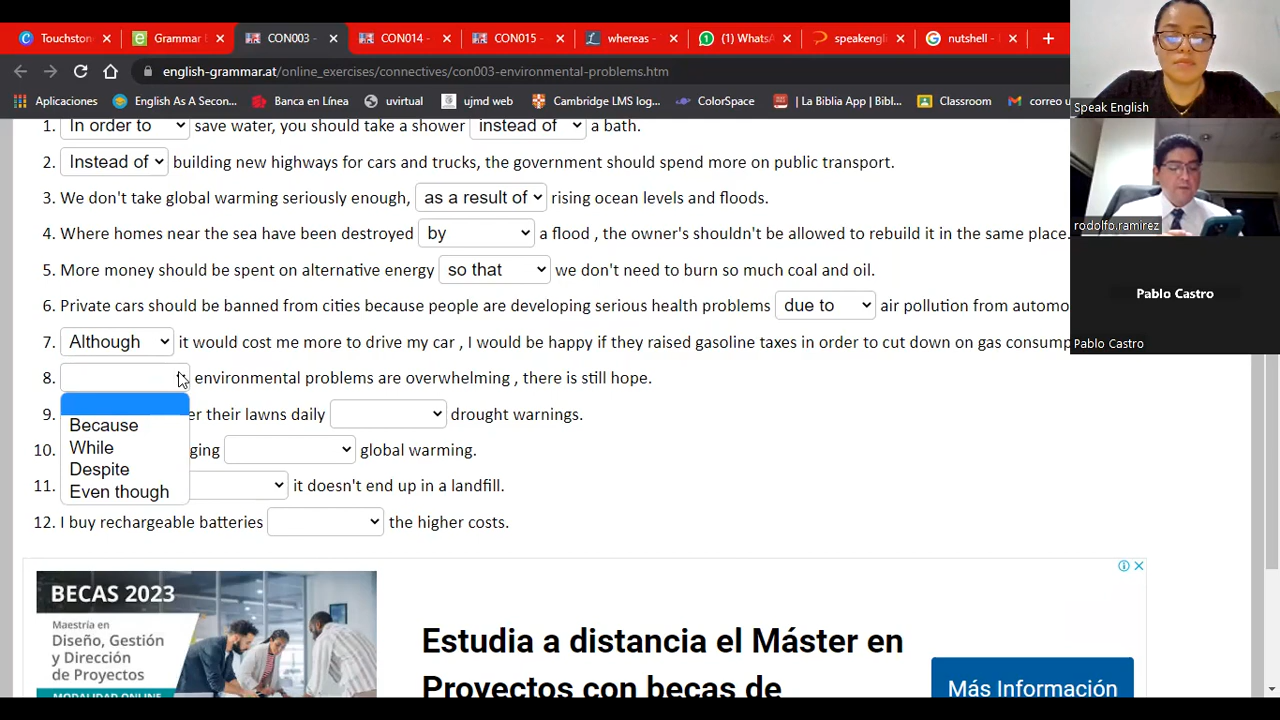 Touchstone
Grammar E
CON003 -
CON014 -
CON015 -
whereas -
(1) WhatsA
speakengli
nutshell -
english-grammar.at/online_exercises/connectives/con003-environmental-problems.htm
Aplicaciones
English As A Secon...
Banca en Línea
uvirtual
ujmd web
Cambridge LMS log...
ColorSpace
| La Biblia App | Bibl...
Classroom
correo u
1. In order to save water, you should take a shower instead of a bath.
2. Instead of building new highways for cars and trucks, the government should spend more on public transport.
3. We don't take global warming seriously enough, as a result of rising ocean levels and floods.
4. Where homes near the sea have been destroyed by a flood , the owner's shouldn't be allowed to rebuild it in the same place.
5. More money should be spent on alternative energy so that we don't need to burn so much coal and oil.
6. Private cars should be banned from cities because people are developing serious health problems due to air pollution from automo
7. Although it would cost me more to drive my car , I would be happy if they raised gasoline taxes in order to cut down on gas consump
8. environmental problems are overwhelming , there is still hope.
Because
While
Despite
Even though
9. er their lawns daily drought warnings.
10. ging global warming.
11. it doesn't end up in a landfill.
12. I buy rechargeable batteries the higher costs.
Speak English
rodolfo.ramirez
Pablo Castro
Pablo Castro
BECAS 2023
Maestría en
Diseño, Gestión
y Dirección
de Proyectos
MODALIDAD ONLINE
Estudia a distancia el Máster en
Proyectos con becas de
Más Información